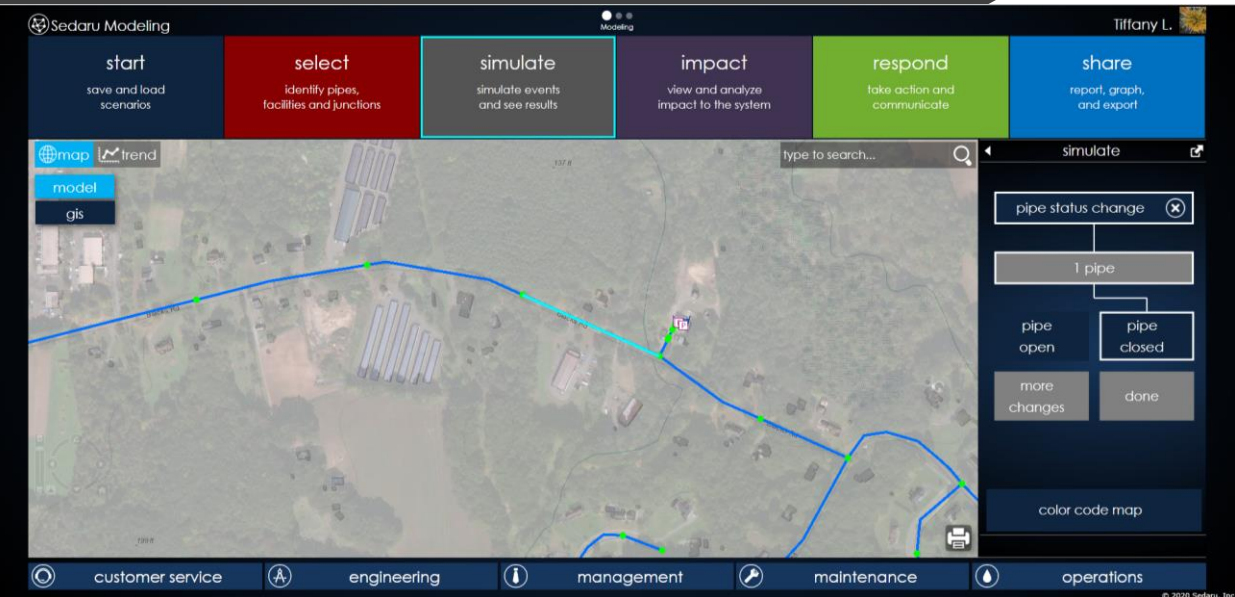 Sedaru Modeling
Modeling
Tiffany L.
start
save and load
scenarios
select
identify pipes,
facilities and junctions
simulate
simulate events
and see results
impact
view and analyze
impact to the system
respond
take action and
communicate
share
report, graph,
and export
map
trend
type to search...
model
gis
simulate
pipe status change
1 pipe
pipe
open
pipe
closed
more
changes
done
color code map
customer service
engineering
management
maintenance
operations
© 2020 Sedaru, Inc